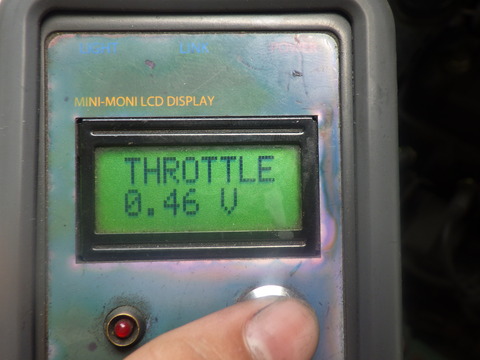 MINI-MONI LCD DISPLAY
THROTTLE
0.46 V